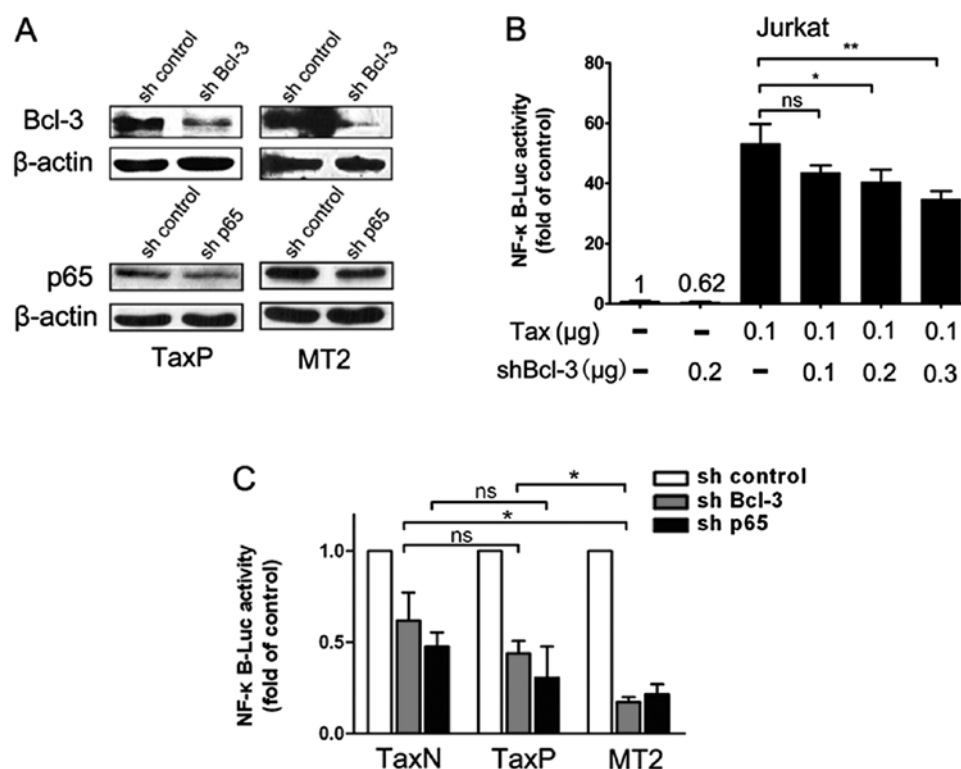 A
sh control
sh Bcl-3
sh control
sh Bcl-3
Bcl-3
β-actin
sh control
sh p65
sh control
sh p65
p65
β-actin
TaxP
MT2
B
Jurkat
NF-κ B-Luc activity
(fold of control)
80
60
40
20
0
**
*
ns
1
0.62
Tax (μg) – – 0.1 0.1 0.1 0.1
shBcl-3 (μg) – 0.2 – 0.1 0.2 0.3
C
sh control
sh Bcl-3
sh p65
NF-κ B-Luc activity
(fold of control)
1.0
0.5
0.0
*
ns
*
ns
TaxN TaxP MT2